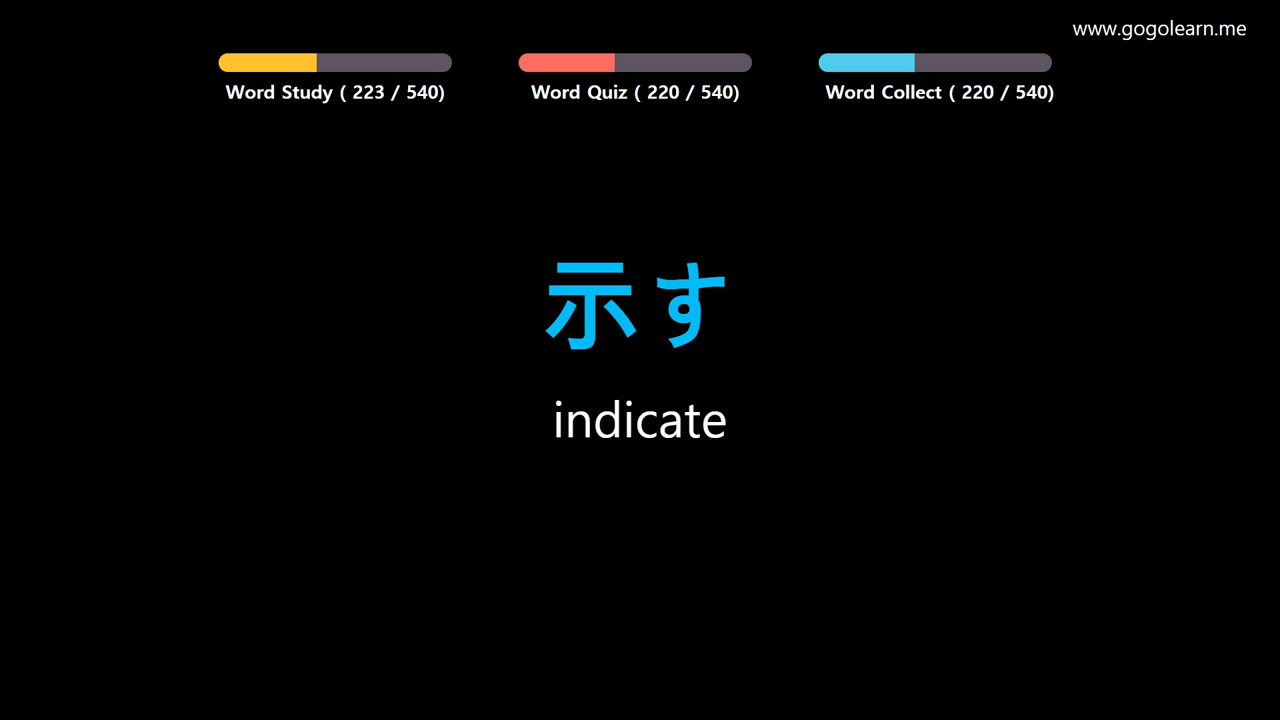 www.gogolearn.me
Word Study ( 223 / 540)
Word Quiz ( 220 / 540)
Word Collect ( 220 / 540)
示す
indicate